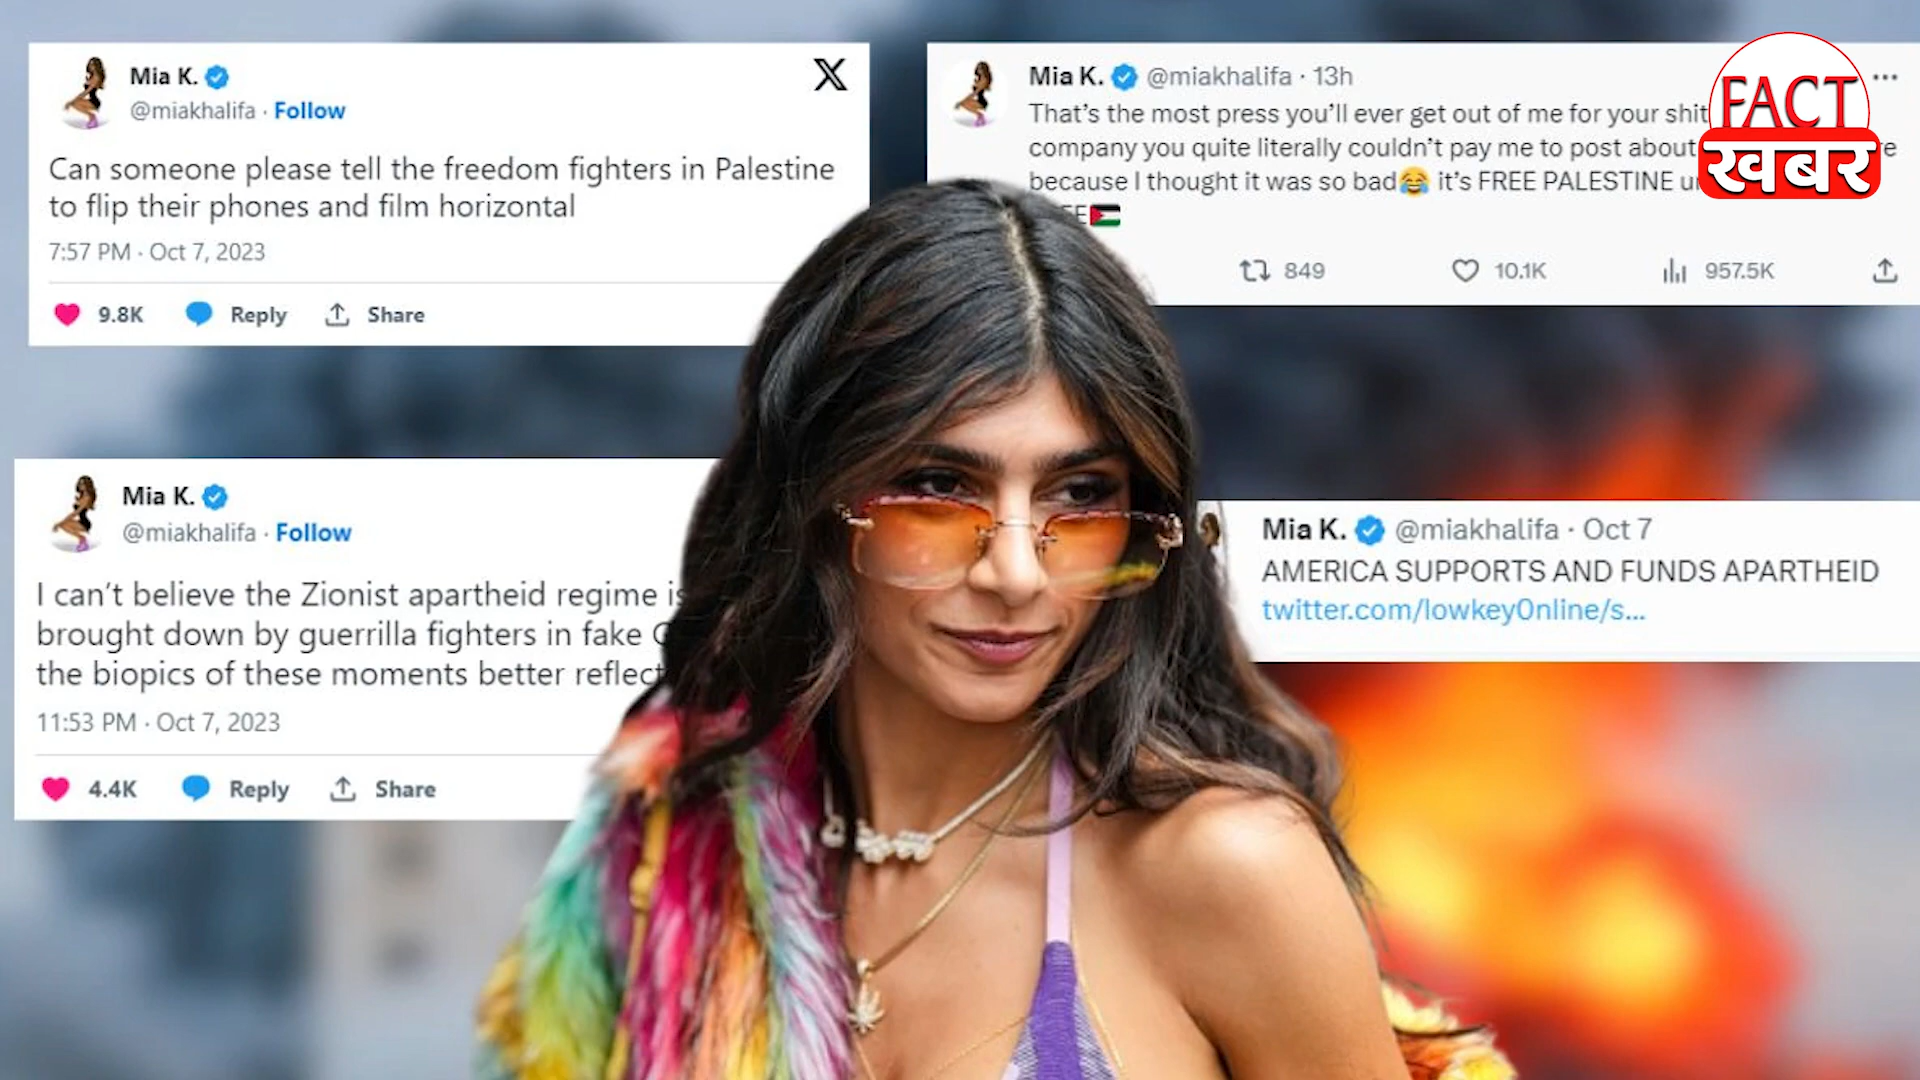 Mia K.
@miakhalifa · Follow
Can someone please tell the freedom fighters in Palestine
to flip their phones and film horizontal
7:57 PM · Oct 7, 2023
9.8K Reply Share
Mia K. @miakhalifa · 13h
That's the most press you'll ever get out of me for your shit
company you quite literally couldn't pay me to post about
because I thought it was so bad😂 it's FREE PALESTINE
849 10.1K 957.5K
FACT
खबर
Mia K.
@miakhalifa · Follow
I can't believe the Zionist apartheid regime is
brought down by guerrilla fighters in fake
the biopics of these moments better reflect
11:53 PM · Oct 7, 2023
4.4K Reply Share
Mia K. @miakhalifa · Oct 7
AMERICA SUPPORTS AND FUNDS APARTHEID
twitter.com/lowkey0nline/s...